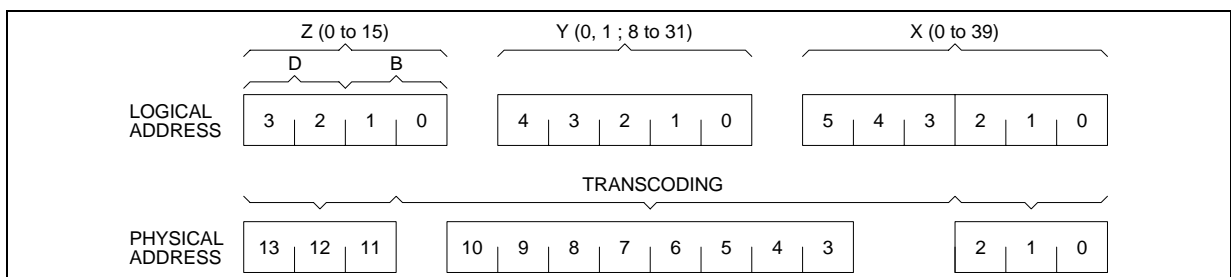 Z (0 to 15) Y (0, 1 ; 8 to 31) X (0 to 39)
D B
LOGICAL
ADDRESS
3 2 1 0 4 3 2 1 0 5 4 3 2 1 0
TRANSCODING
PHYSICAL
ADDRESS
13 12 11 10 9 8 7 6 5 4 3 2 1 0